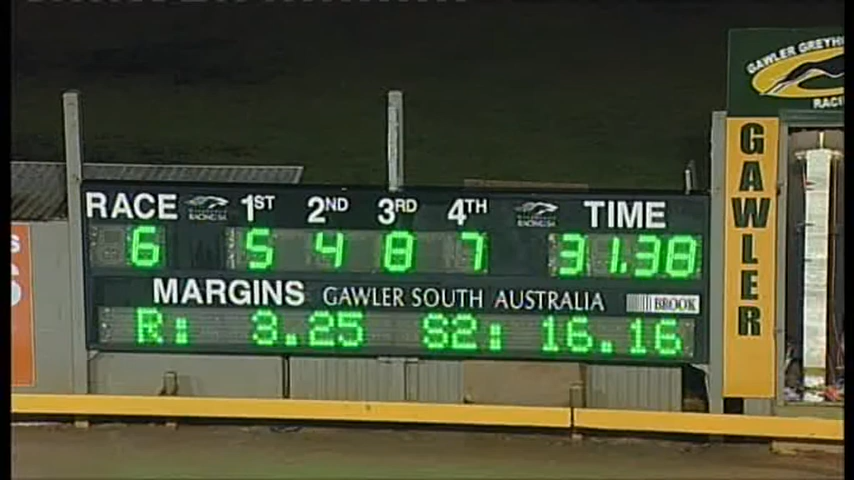 GAWLER GREYH
RACI
RACE 1ST 2ND 3RD 4TH TIME
6 5 4 8 7 31.38
MARGINS GAWLER SOUTH AUSTRALIA BROOK
R: 3.25 S2: 16.16
GAWLER
S